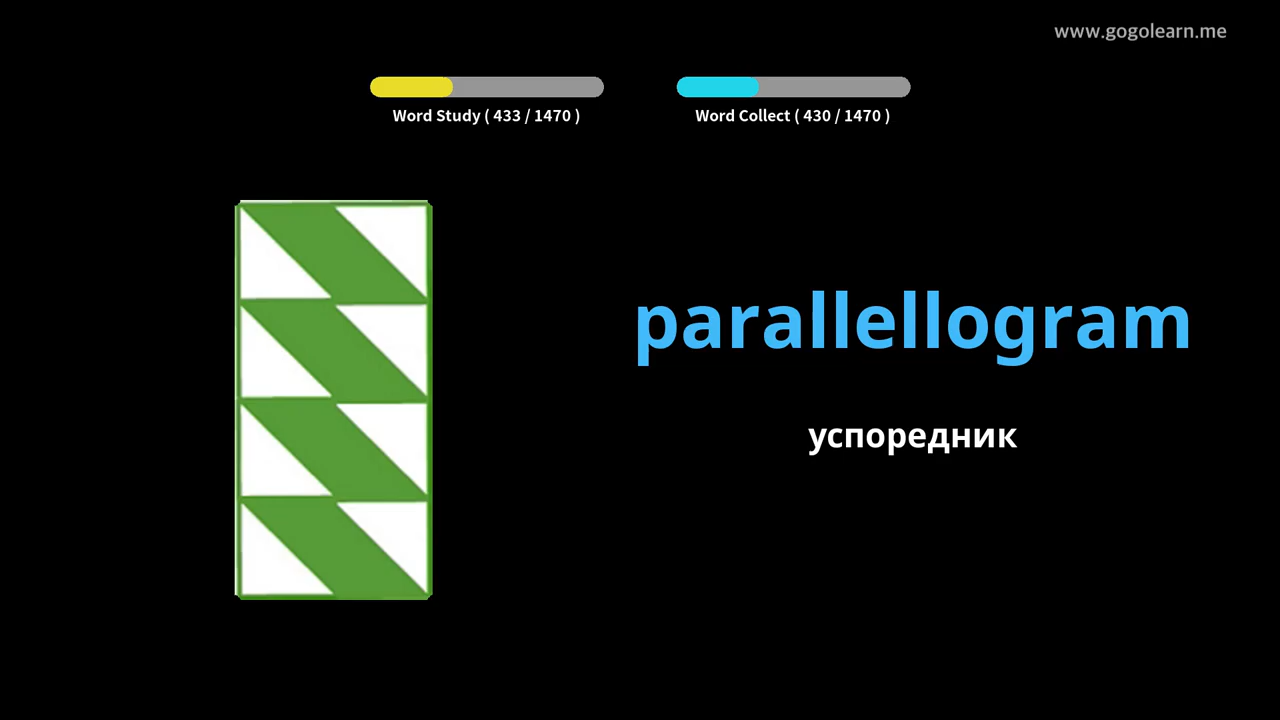 www.gogolearn.me
Word Study ( 433 / 1470 )
Word Collect ( 430 / 1470 )
parallellogram
успоредник